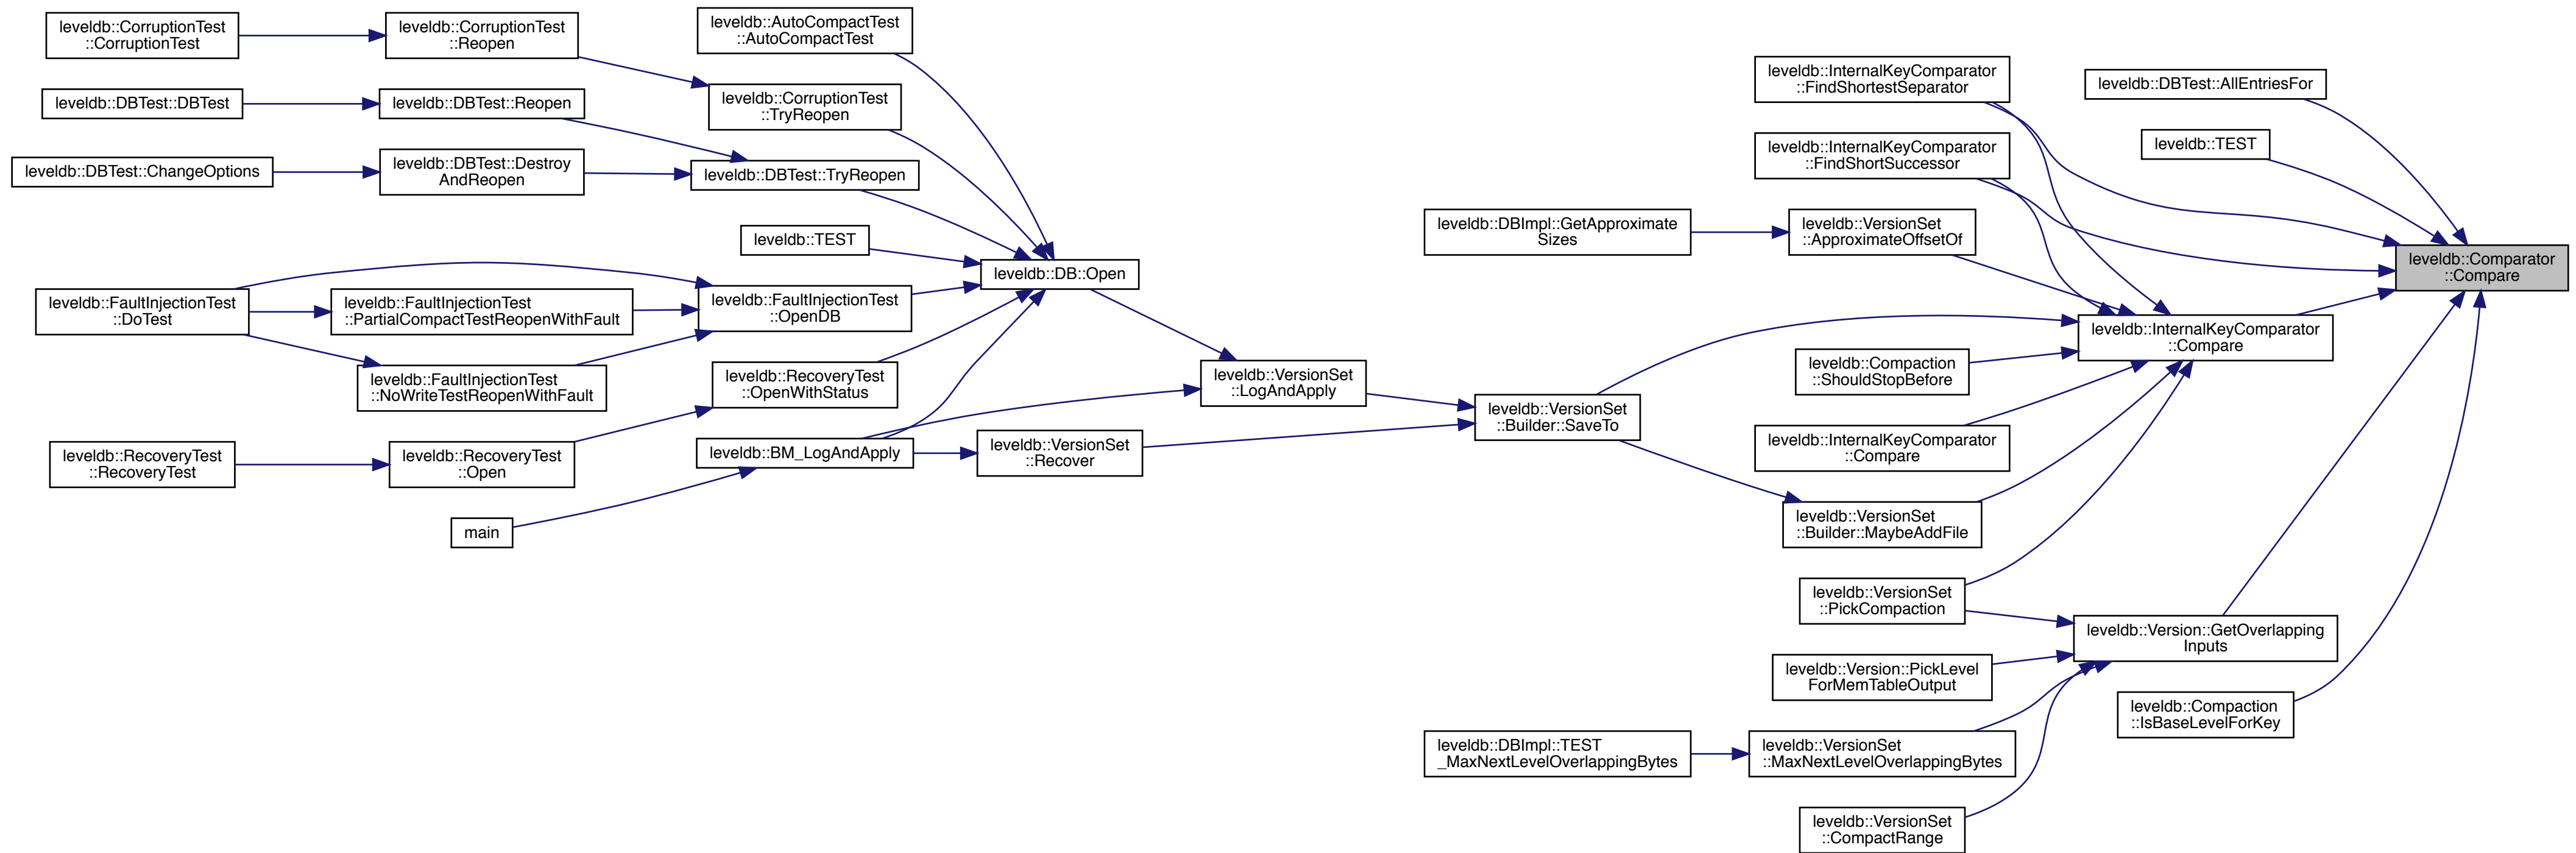 leveldb::CorruptionTest
::CorruptionTest
leveldb::CorruptionTest
::Reopen
leveldb::AutoCompactTest
::AutoCompactTest
leveldb::DBTest::DBTest
leveldb::DBTest::Reopen
leveldb::CorruptionTest
::TryReopen
leveldb::DBTest::ChangeOptions
leveldb::DBTest::Destroy
AndReopen
leveldb::DBTest::TryReopen
leveldb::TEST
leveldb::DB::Open
leveldb::FaultInjectionTest
::DoTest
leveldb::FaultInjectionTest
::PartialCompactTestReopenWithFault
leveldb::FaultInjectionTest
::OpenDB
leveldb::FaultInjectionTest
::NoWriteTestReopenWithFault
leveldb::RecoveryTest
::OpenWithStatus
leveldb::RecoveryTest
::RecoveryTest
leveldb::RecoveryTest
::Open
leveldb::BM_LogAndApply
main
leveldb::VersionSet
::Recover
leveldb::VersionSet
::LogAndApply
leveldb::VersionSet
::Builder::SaveTo
leveldb::InternalKeyComparator
::FindShortestSeparator
leveldb::InternalKeyComparator
::FindShortSuccessor
leveldb::DBImpl::GetApproximate
Sizes
leveldb::VersionSet
::ApproximateOffsetOf
leveldb::Compaction
::ShouldStopBefore
leveldb::InternalKeyComparator
::Compare
leveldb::VersionSet
::Builder::MaybeAddFile
leveldb::VersionSet
::PickCompaction
leveldb::Version::PickLevel
ForMemTableOutput
leveldb::DBImpl::TEST
_MaxNextLevelOverlappingBytes
leveldb::VersionSet
::MaxNextLevelOverlappingBytes
leveldb::VersionSet
::CompactRange
leveldb::DBTest::AllEntriesFor
leveldb::TEST
leveldb::InternalKeyComparator
::Compare
leveldb::Version::GetOverlapping
Inputs
leveldb::Compaction
::IsBaseLevelForKey
leveldb::Comparator
::Compare